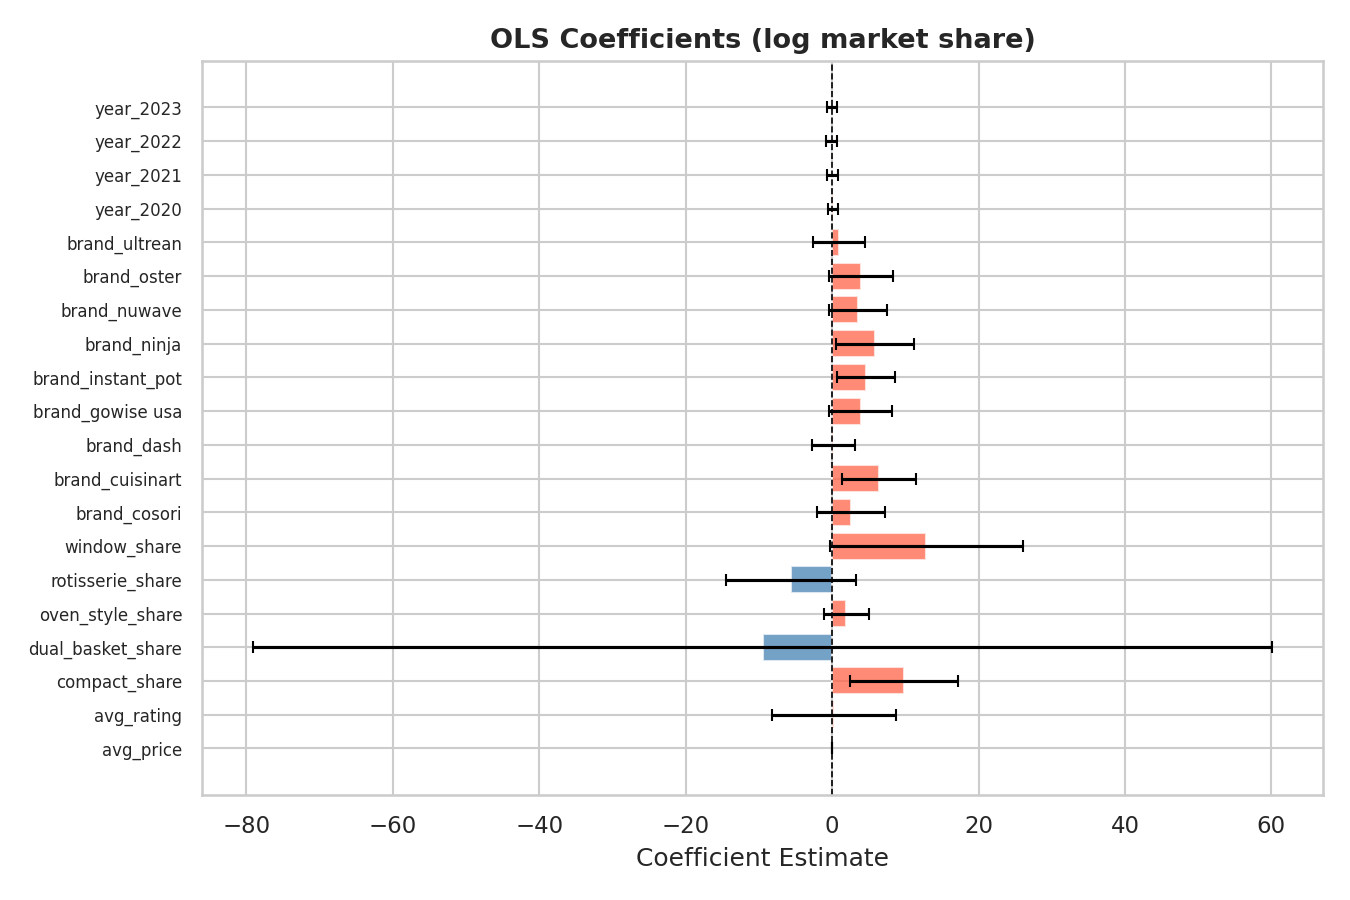 OLS Coefficients (log market share)
year_2023
year_2022
year_2021
year_2020
brand_ultrean
brand_oster
brand_nuwave
brand_ninja
brand_instant_pot
brand_gowise usa
brand_dash
brand_cuisinart
brand_cosori
window_share
rotisserie_share
oven_style_share
dual_basket_share
compact_share
avg_rating
avg_price
−80 −60 −40 −20 0 20 40 60
Coefficient Estimate